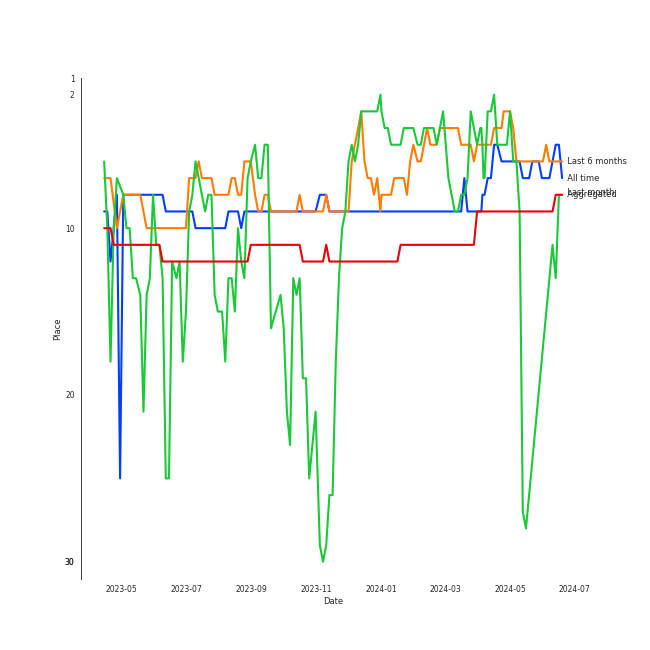 1
2
10
20
30
Place
2023-05
2023-07
2023-09
2023-11
2024-01
2024-03
2024-05
2024-07
Date
Last 6 months
All time
Last month
Aggregated